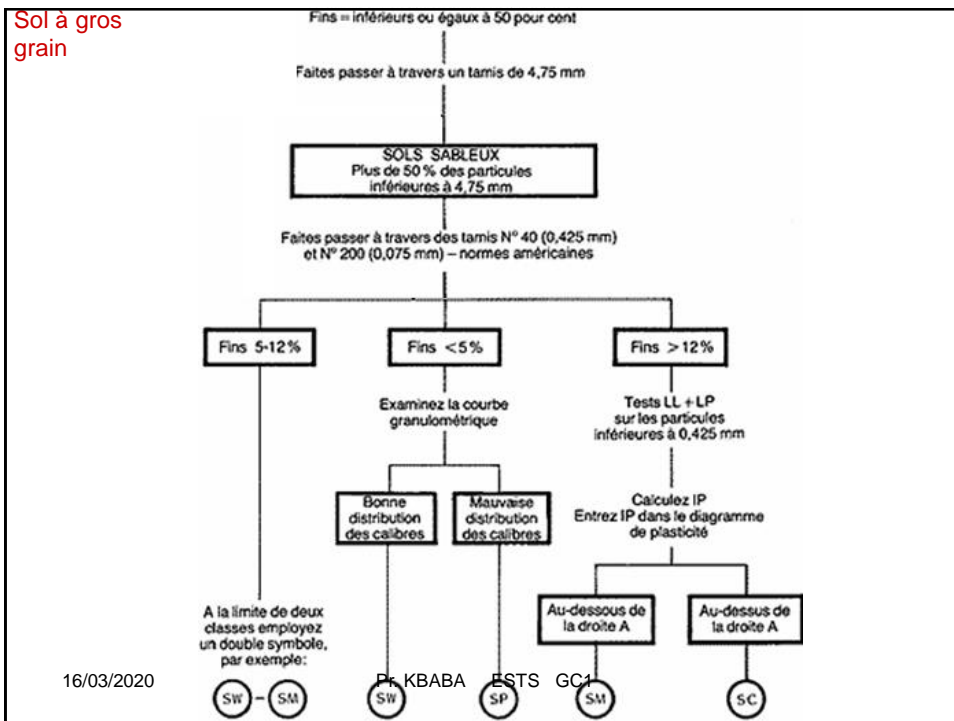 Sol à gros
grain
Fins = inférieurs ou égaux à 50 pour cent
Faites passer à travers un tamis de 4,75 mm
SOLS SABLEUX
Plus de 50% des particules
inférieures à 4,75 mm
Faites passer à travers des tamis N° 40 (0,425 mm)
et N° 200 (0,075 mm) – normes américaines
Fins 5-12%
Fins <5%
Fins >12%
Examinez la courbe
granulométrique
Tests LL + LP
sur les particules
inférieures à 0,425 mm
Bonne
distribution
des calibres
Mauvaise
distribution
des calibres
Calculez IP
Entrez IP dans le diagramme
de plasticité
A la limite de deux
classes employez
un double symbole,
par exemple:
Au-dessous de
la droite A
Au-dessus de
la droite A
SW – SM
SW
SP
SM
SC
16/03/2020
Pr. KBABA ESTS GC1